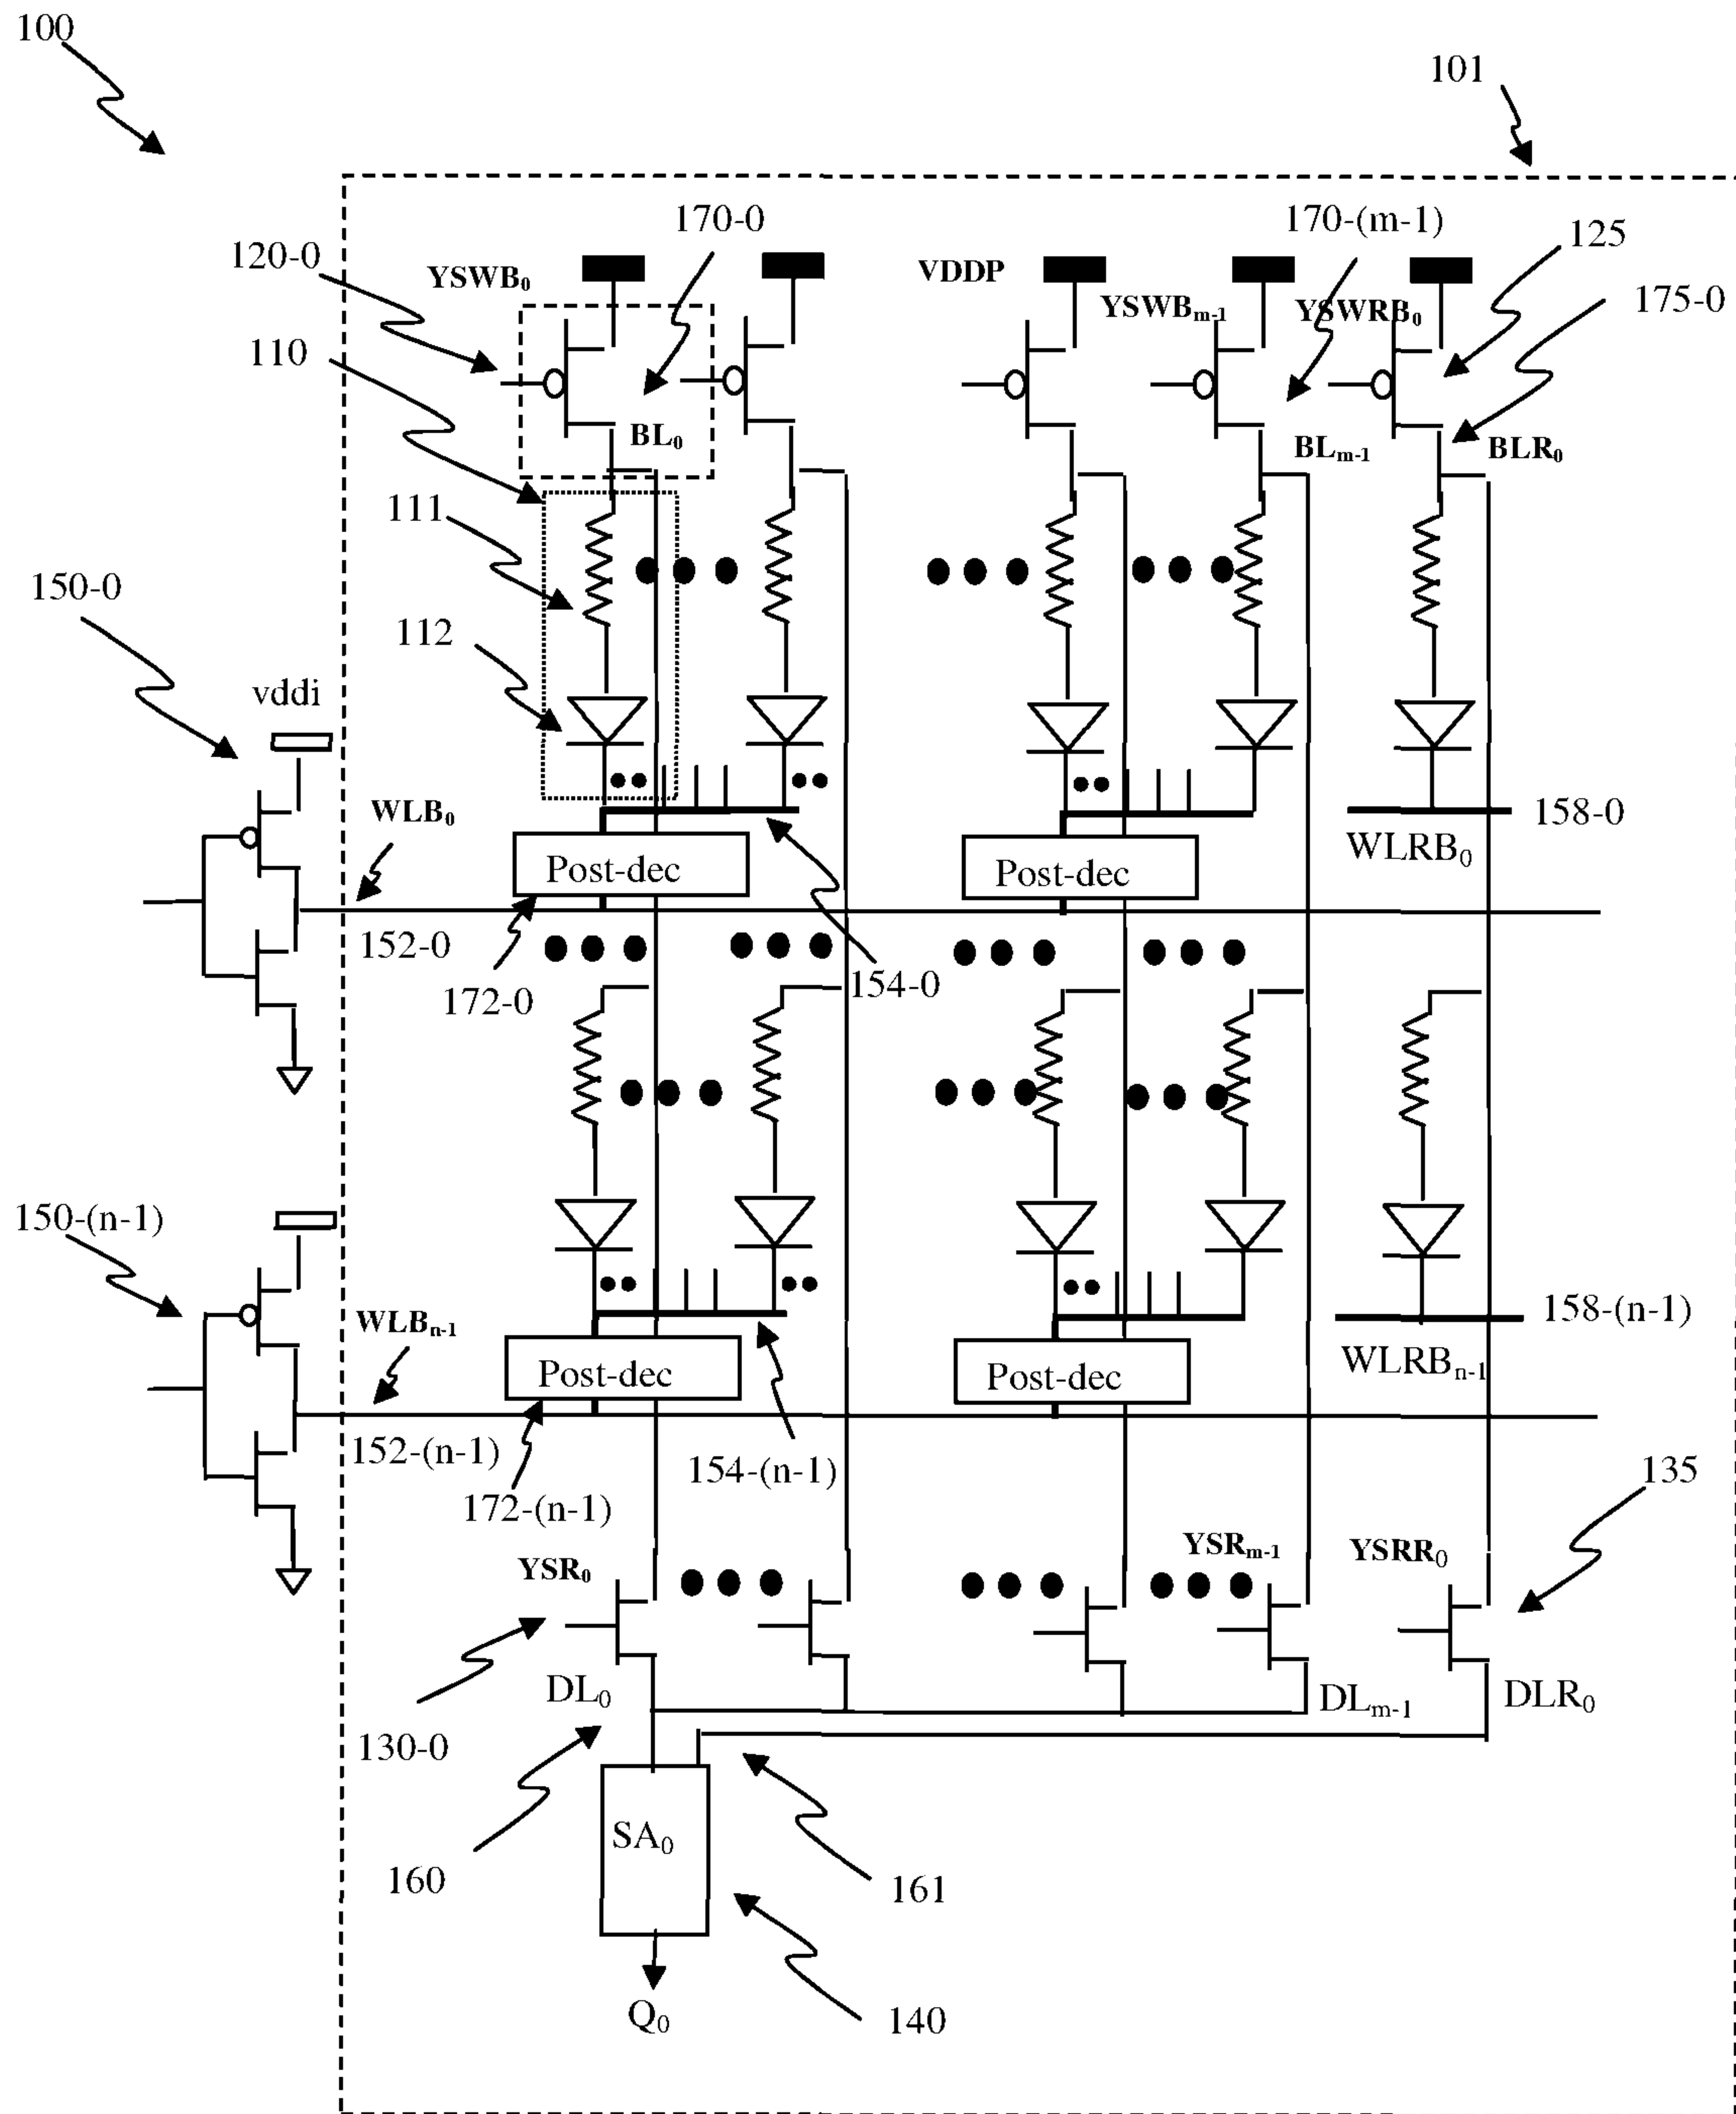 100
101
170-0
170-(m-1)
125
120-0
YSWB₀
VDDP
YSWBₘ₋₁
YSWRB₀
175-0
110
BL₀
BLₘ₋₁
BLR₀
111
150-0
112
vddi
WLB₀
158-0
WLRB₀
Post-dec
Post-dec
152-0
172-0
154-0
150-(n-1)
WLBₙ₋₁
158-(n-1)
WLRBₙ₋₁
Post-dec
Post-dec
152-(n-1)
154-(n-1)
135
172-(n-1)
YSR₀
YSRₘ₋₁
YSRR₀
DL₀
DLₘ₋₁
DLR₀
130-0
SA₀
160
161
Q₀
140